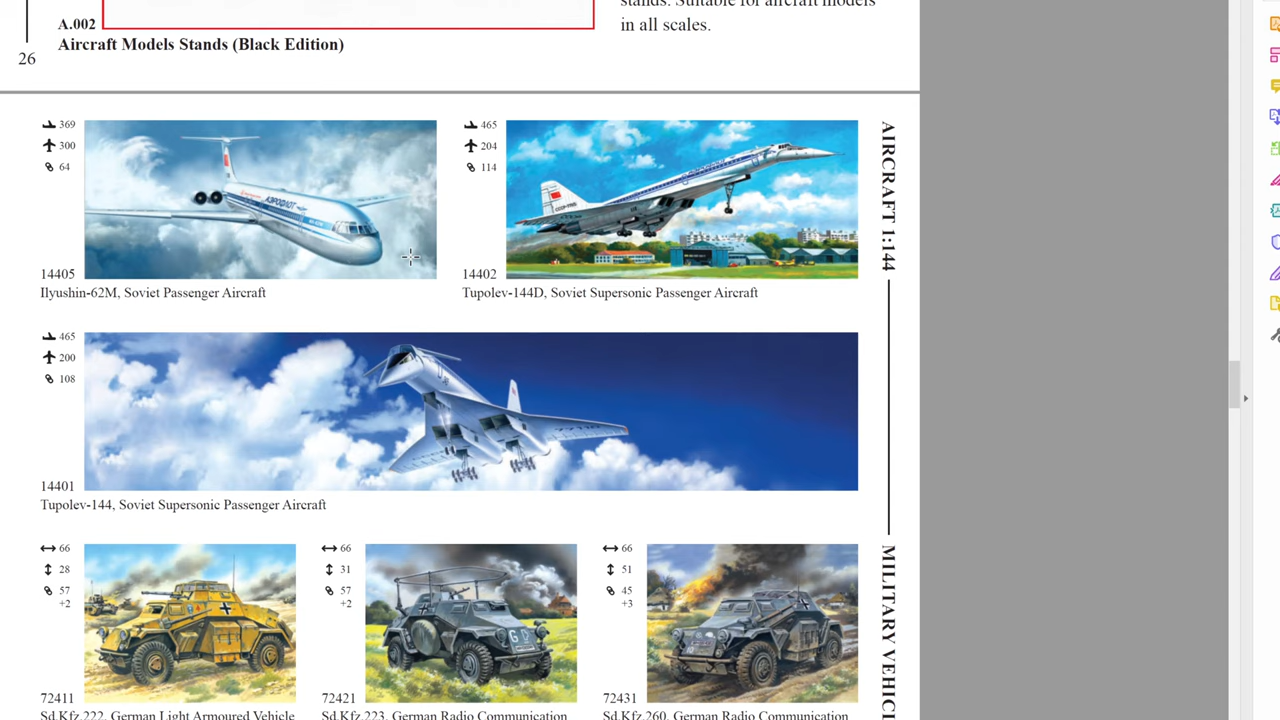 stands. Suitable for aircraft models
in all scales.
A.002
Aircraft Models Stands (Black Edition)
26
369
300
64
АЭРОФЛОТ
14405
Ilyushin-62M, Soviet Passenger Aircraft
465
204
114
14402
Tupolev-144D, Soviet Supersonic Passenger Aircraft
AIRCRAFT 1:144
465
200
108
14401
Tupolev-144, Soviet Supersonic Passenger Aircraft
66
28
57
+2
72411
Sd.Kfz.222, German Light Armoured Vehicle
66
31
57
+2
G
72421
Sd.Kfz.223, German Radio Communication
66
51
45
+3
72431
Sd.Kfz.260, German Radio Communication
MILITARY VEHICL